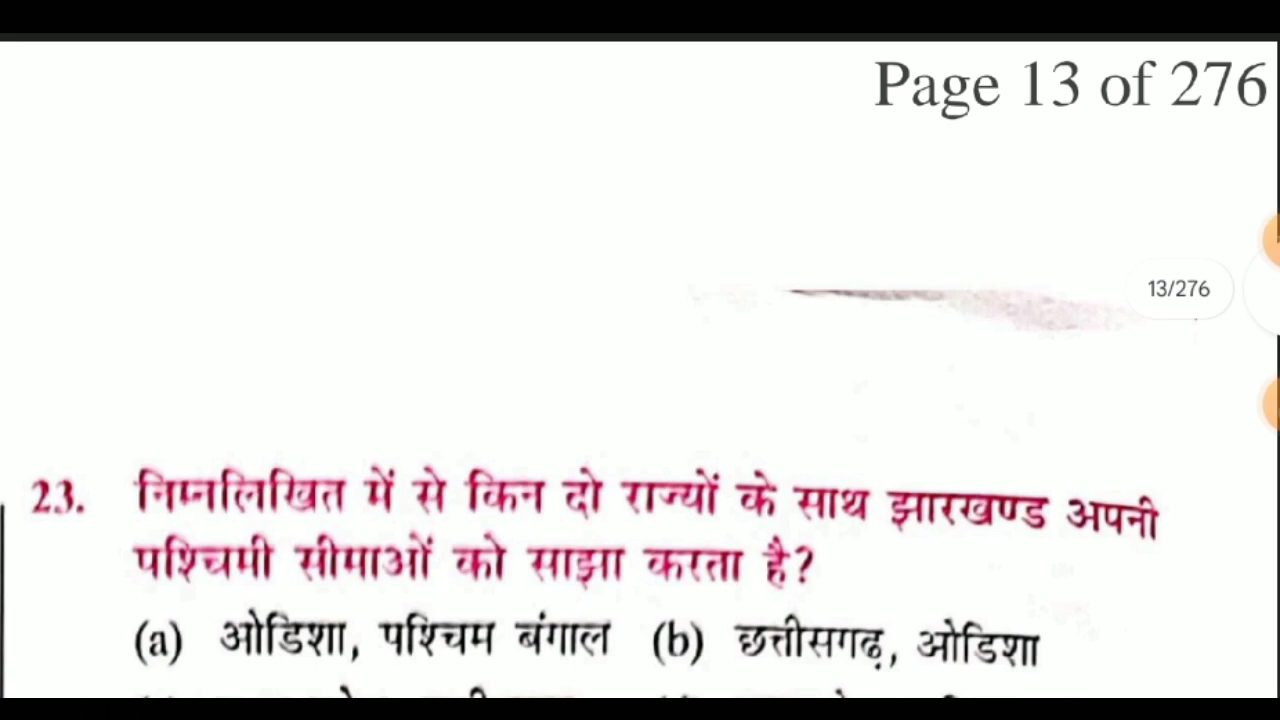 Page 13 of 276
13/276
23. निम्नलिखित में से किन दो राज्यों के साथ झारखण्ड अपनी
पश्चिमी सीमाओं को साझा करता है?
(a) ओडिशा, पश्चिम बंगाल (b) छत्तीसगढ़, ओडिशा